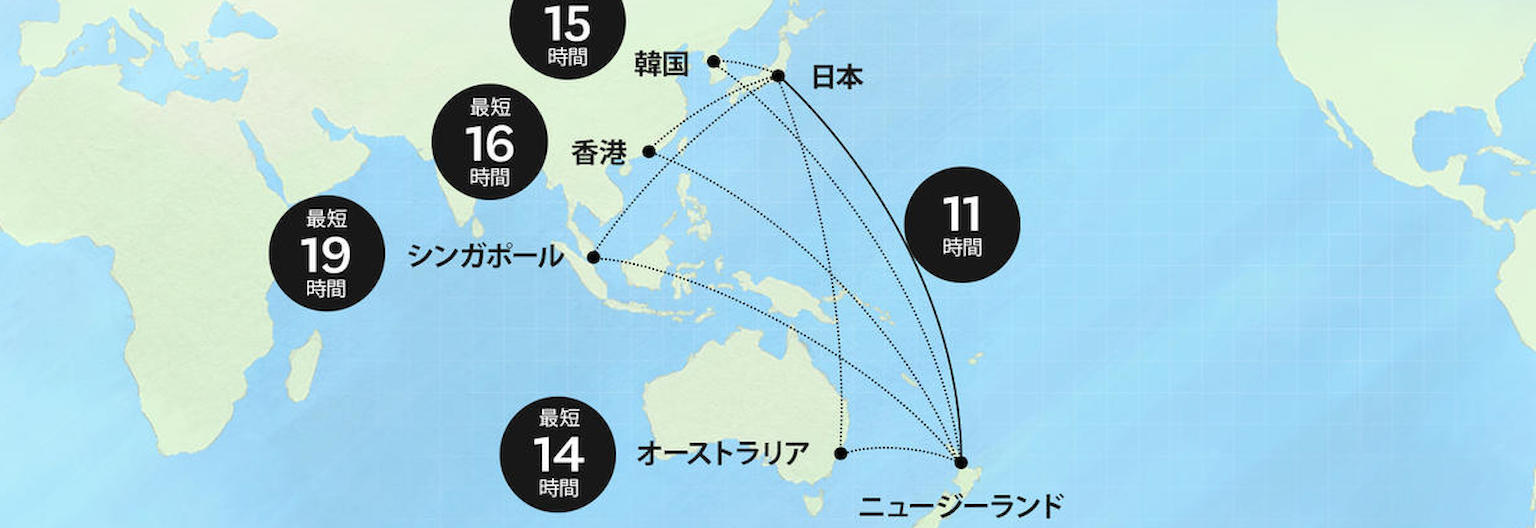 15
時間
韓国
日本
最短
16
時間
香港
11
時間
最短
19
時間
シンガポール
最短
14
時間
オーストラリア
ニュージーランド